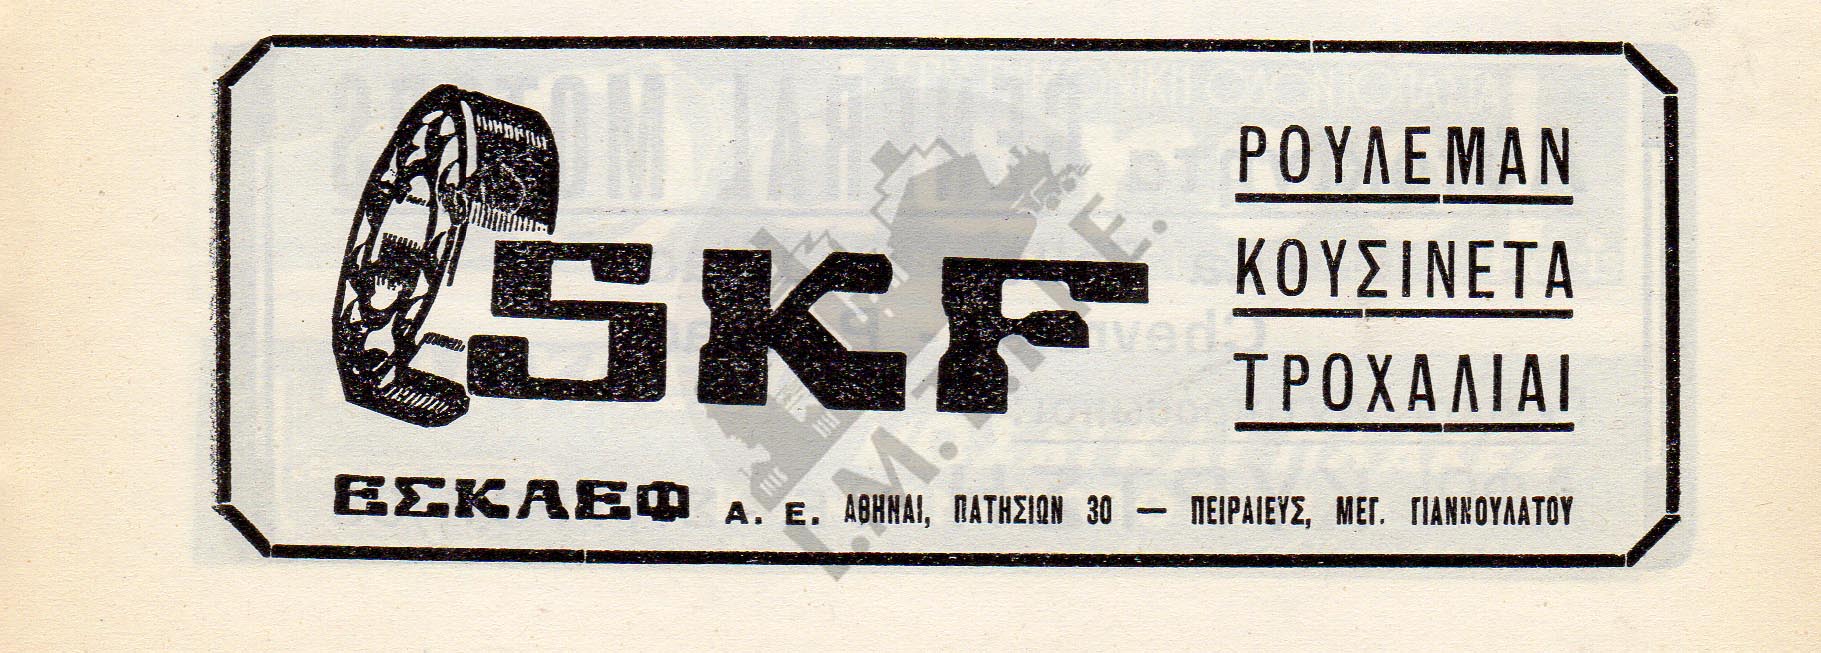 SKF
ΡΟΥΛΕΜΑΝ
ΚΟΥΣΙΝΕΤΑ
ΤΡΟΧΑΛΙΑΙ
ΕΣΚΑΕΦ Α. Ε. ΑΘΗΝΑΙ, ΠΑΤΗΣΙΩΝ 30 — ΠΕΙΡΑΙΕΥΣ, ΜΕΓ. ΓΙΑΝΝΟΥΛΑΤΟΥ